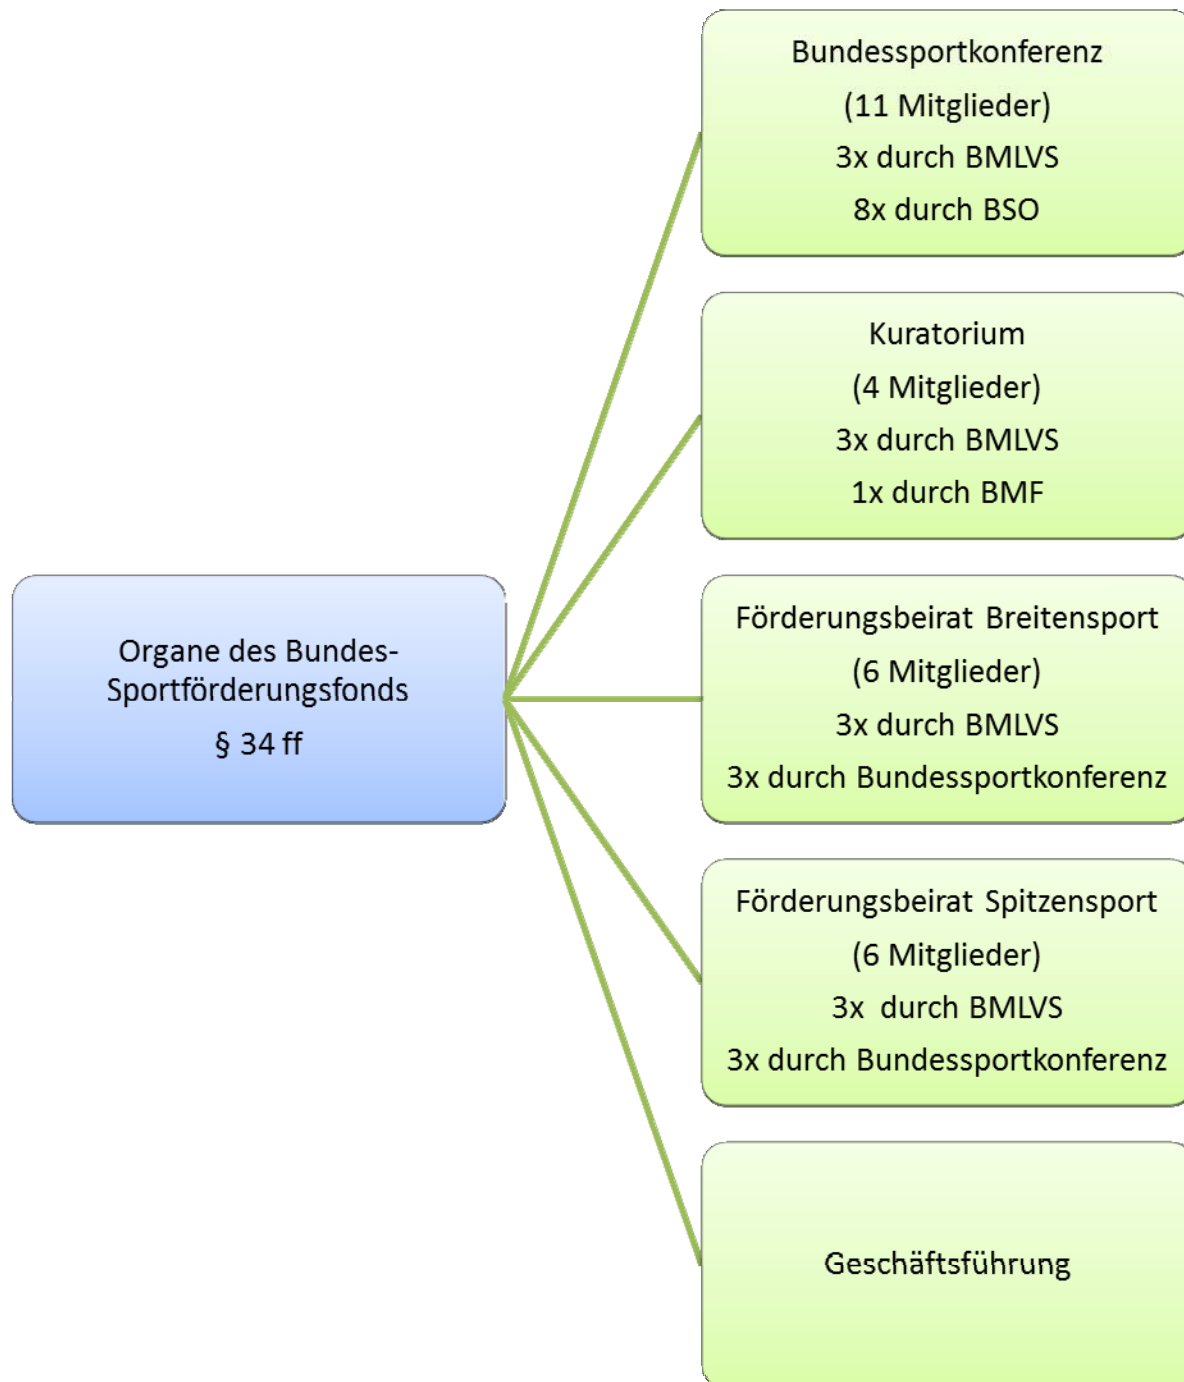 Bundessportkonferenz
(11 Mitglieder)
3x durch BMLVS
8x durch BSO
Kuratorium
(4 Mitglieder)
3x durch BMLVS
1x durch BMF
Organe des Bundes-
Sportförderungsfonds
§ 34 ff
Förderungsbeirat Breitensport
(6 Mitglieder)
3x durch BMLVS
3x durch Bundessportkonferenz
Förderungsbeirat Spitzensport
(6 Mitglieder)
3x durch BMLVS
3x durch Bundessportkonferenz
Geschäftsführung